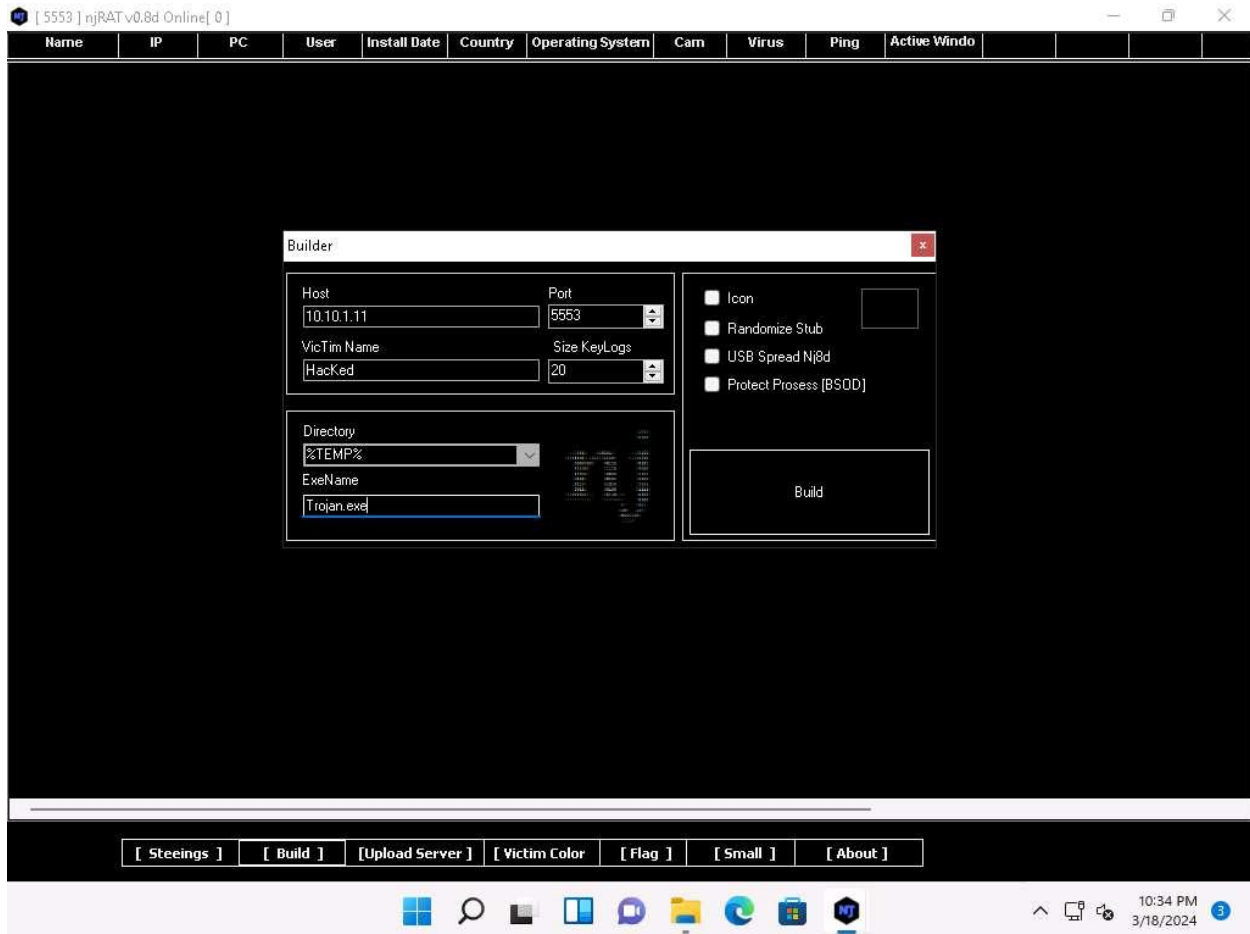 [ 5553 ] njRAT v0.8d Online[ 0 ]
Name IP PC User Install Date Country Operating System Cam Virus Ping Active Windo
Builder
x
Host Port
10.10.1.11 5553
VicTim Name Size KeyLogs
HacKed 20
Icon
Randomize Stub
USB Spread Nj8d
Protect Prosess [BSOD]
Directory
%TEMP%
ExeName
Trojan.exe
nj
Build
[ Steeings ] [ Build ] [Upload Server ] [ Victim Color [ Flag ] [ Small ] [ About ]
NJ
10:34 PM
3/18/2024
3